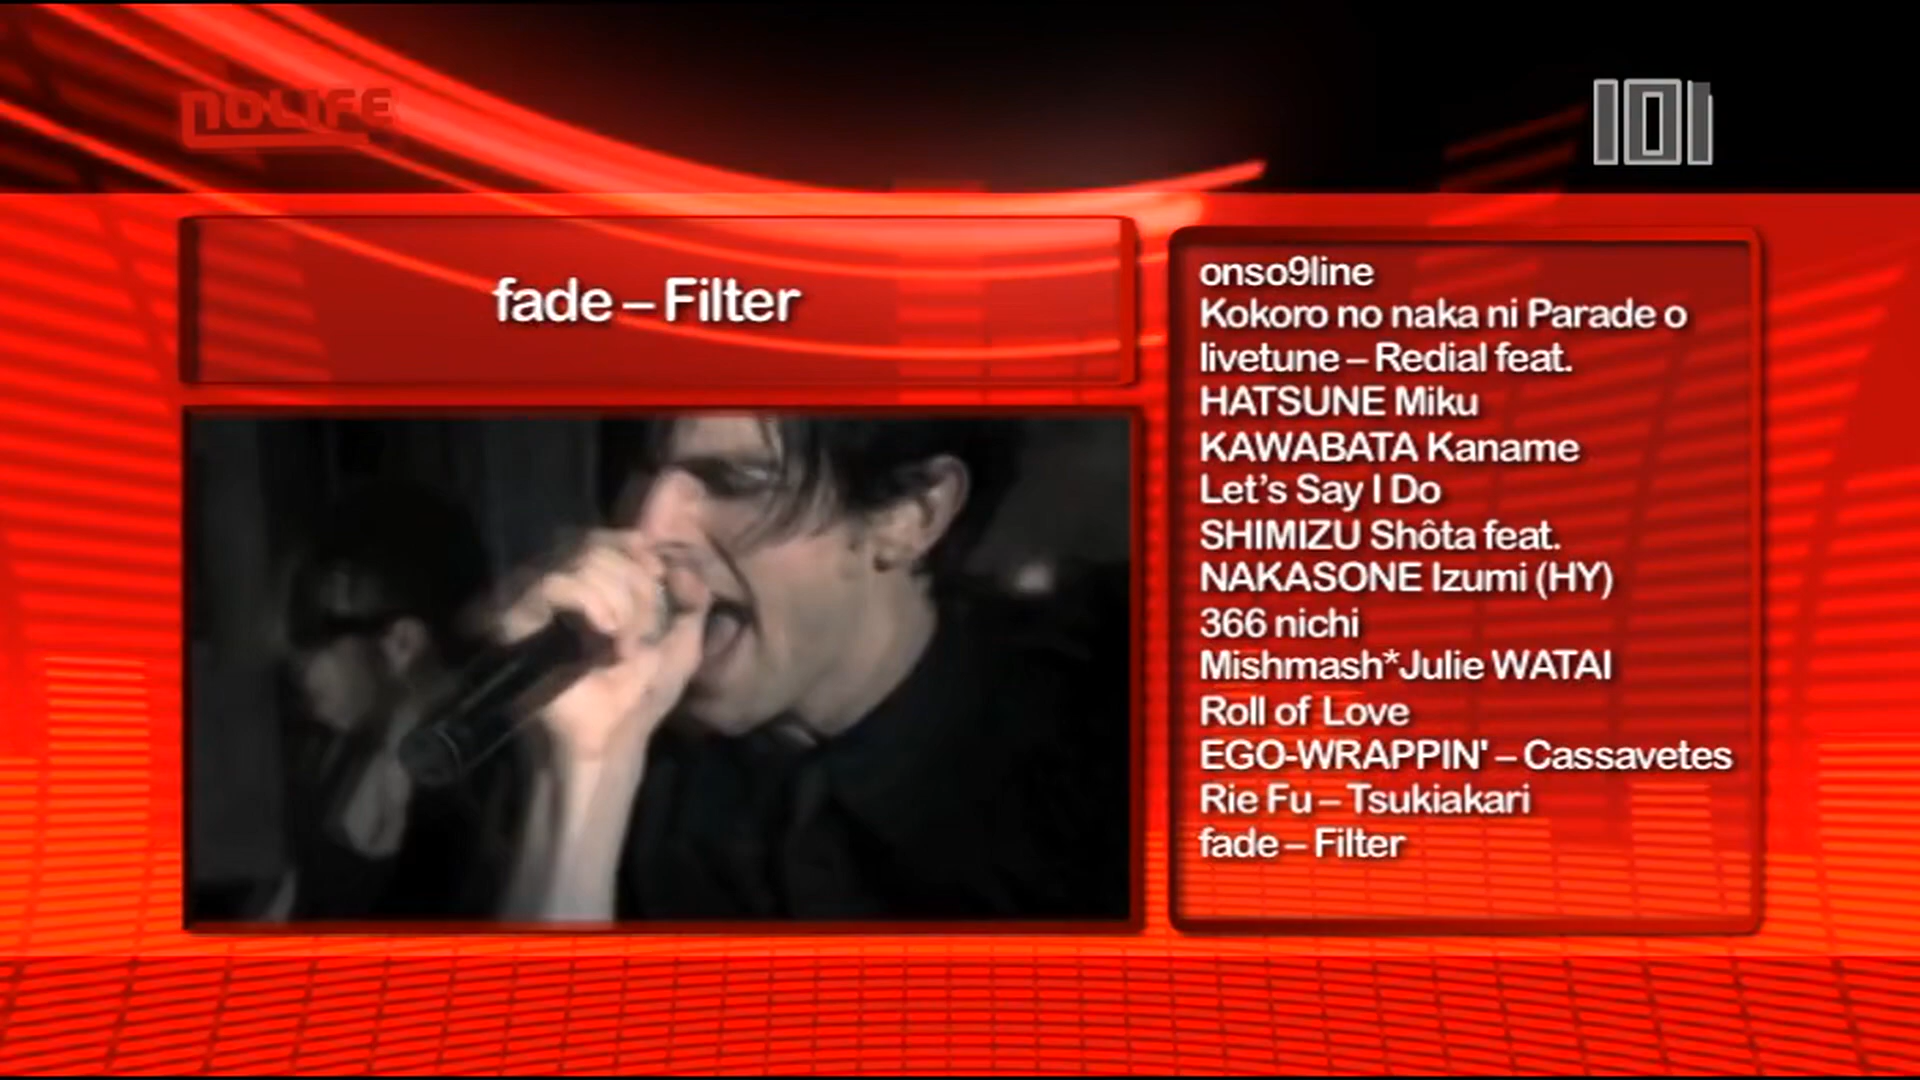 NOLIFE
101
fade – Filter
onso9line
Kokoro no naka ni Parade o
livetune – Redial feat.
HATSUNE Miku
KAWABATA Kaname
Let’s Say I Do
SHIMIZU Shôta feat.
NAKASONE Izumi (HY)
366 nichi
Mishmash*Julie WATAI
Roll of Love
EGO-WRAPPIN' – Cassavetes
Rie Fu – Tsukiakari
fade – Filter